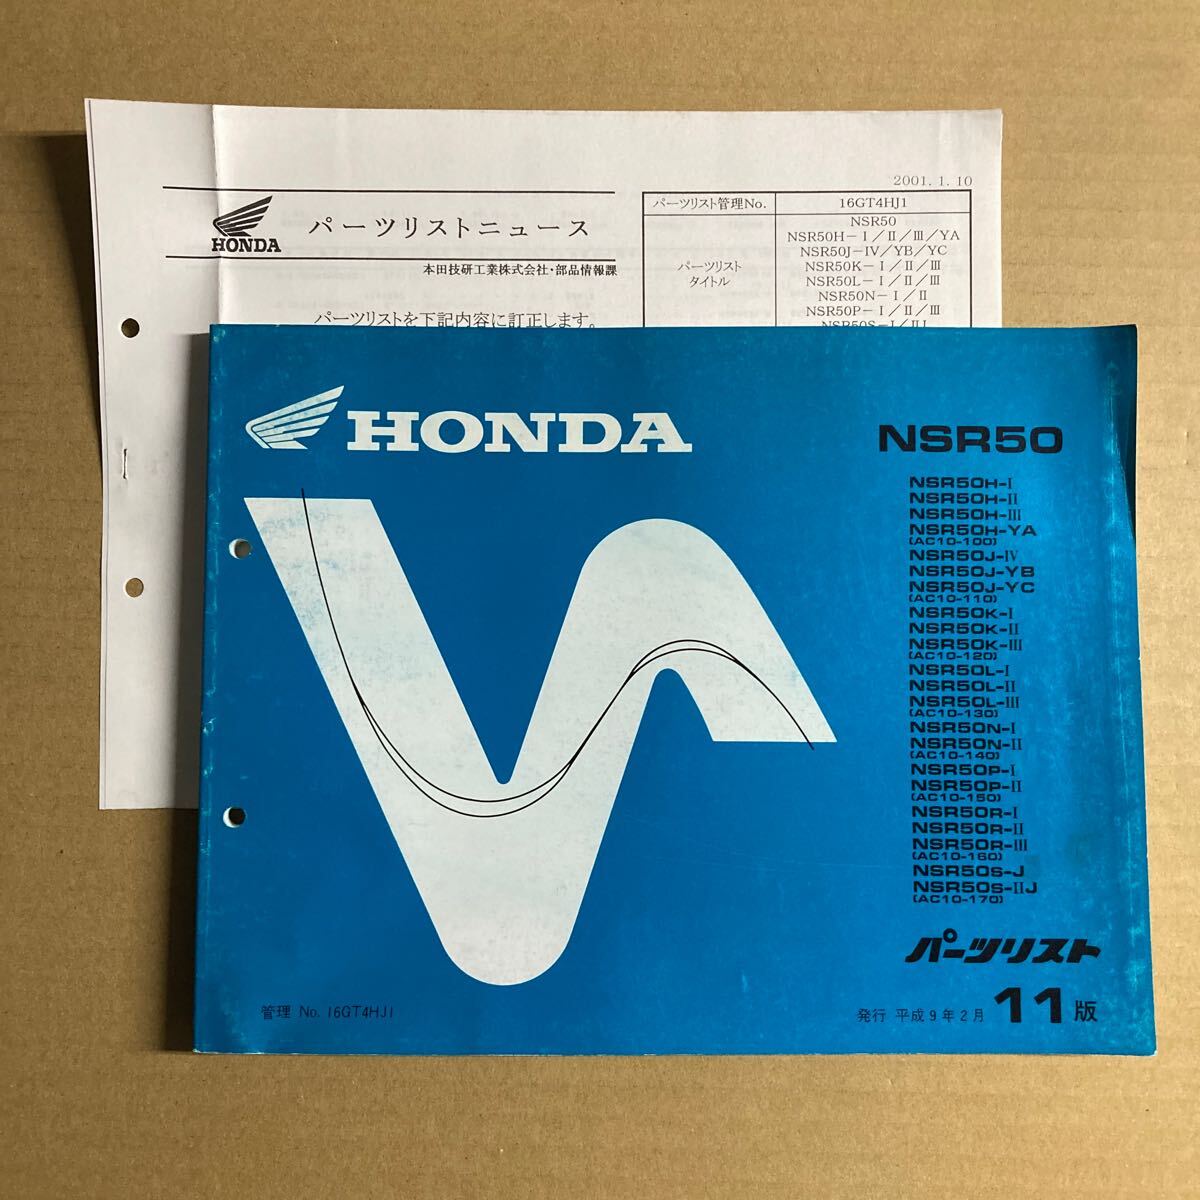 2001. 1. 10
HONDA
パーツリストニュース
本田技研工業株式会社・部品情報課
パーツリストを下記内容に訂正します。
パーツリスト管理No.
16GT4HJ1
パーツリスト
タイトル
NSR50
NSR50H－Ⅰ／Ⅱ／Ⅲ／YA
NSR50J－Ⅳ／YB／YC
NSR50K－Ⅰ／Ⅱ／Ⅲ
NSR50L－Ⅰ／Ⅱ／Ⅲ
NSR50N－Ⅰ／Ⅱ
NSR50P－Ⅰ／Ⅱ／Ⅲ
HONDA
NSR50
NSR50H-Ⅰ
NSR50H-Ⅱ
NSR50H-Ⅲ
NSR50H-YA
(AC10-100)
NSR50J-Ⅳ
NSR50J-YB
NSR50J-YC
(AC10-110)
NSR50K-Ⅰ
NSR50K-Ⅱ
NSR50K-Ⅲ
(AC10-120)
NSR50L-Ⅰ
NSR50L-Ⅱ
NSR50L-Ⅲ
(AC10-130)
NSR50N-Ⅰ
NSR50N-Ⅱ
(AC10-140)
NSR50P-Ⅰ
NSR50P-Ⅱ
(AC10-150)
NSR50R-Ⅰ
NSR50R-Ⅱ
NSR50R-Ⅲ
(AC10-160)
NSR50S-J
NSR50S-ⅡJ
(AC10-170)
パーツリスト
管理 No. 16GT4HJ1
発行 平成9年2月 11版